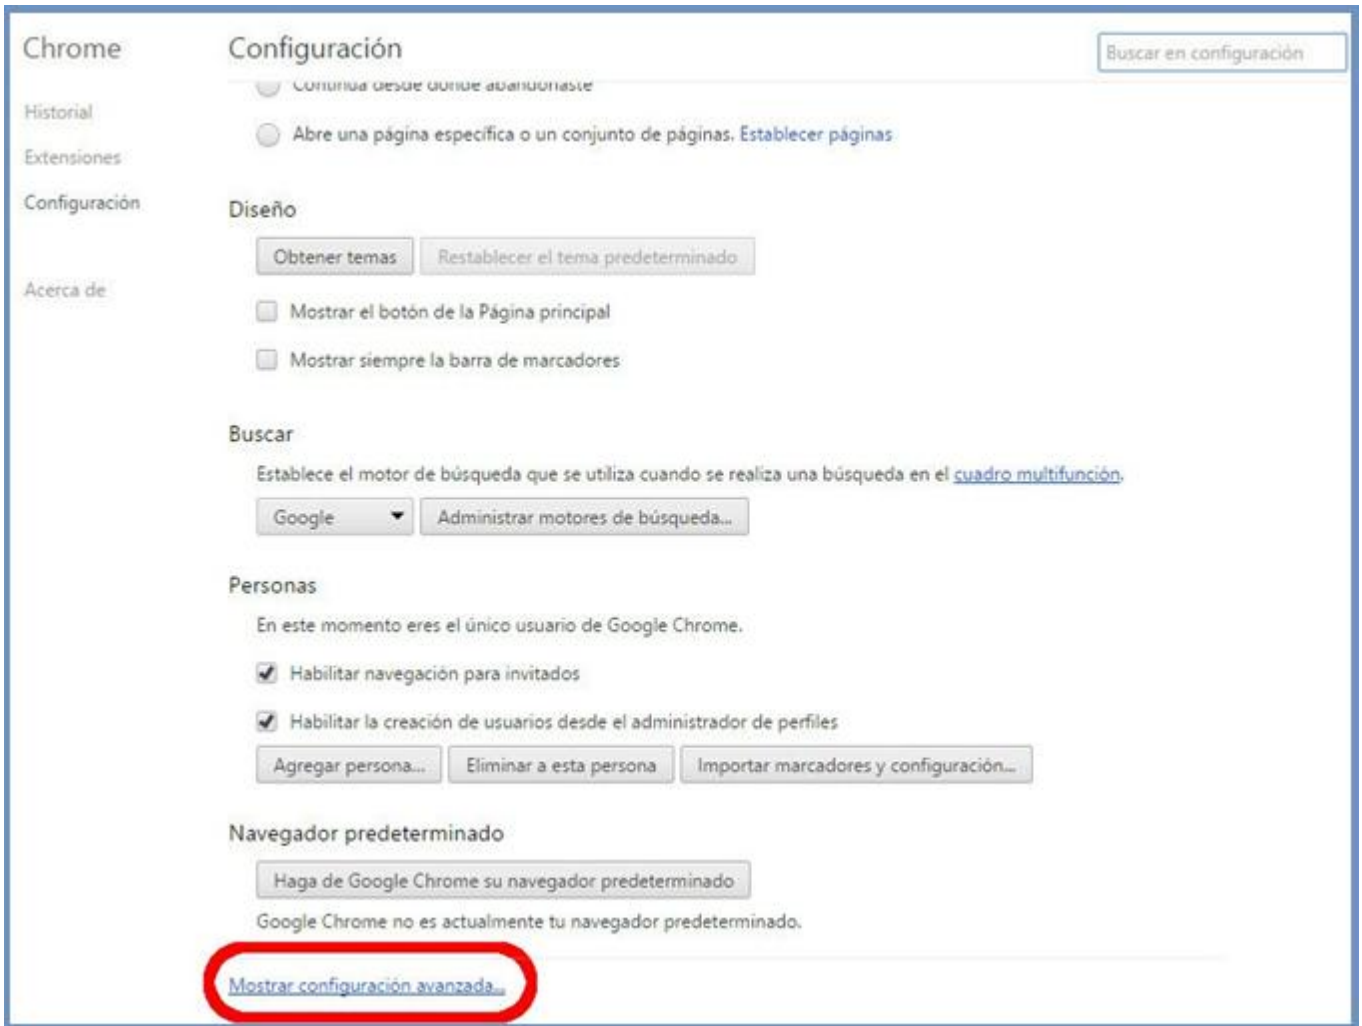 Chrome
Configuración
Buscar en configuración
Continúa desde donde abandonaste
Historial
Abre una página específica o un conjunto de páginas. Establecer páginas
Extensiones
Configuración
Diseño
Obtener temas
Restablecer el tema predeterminado
Acerca de
Mostrar el botón de la Página principal
Mostrar siempre la barra de marcadores
Buscar
Establece el motor de búsqueda que se utiliza cuando se realiza una búsqueda en el cuadro multifunción.
Google
Administrar motores de búsqueda...
Personas
En este momento eres el único usuario de Google Chrome.
Habilitar navegación para invitados
Habilitar la creación de usuarios desde el administrador de perfiles
Agregar persona...
Eliminar a esta persona
Importar marcadores y configuración...
Navegador predeterminado
Haga de Google Chrome su navegador predeterminado
Google Chrome no es actualmente tu navegador predeterminado.
Mostrar configuración avanzada...